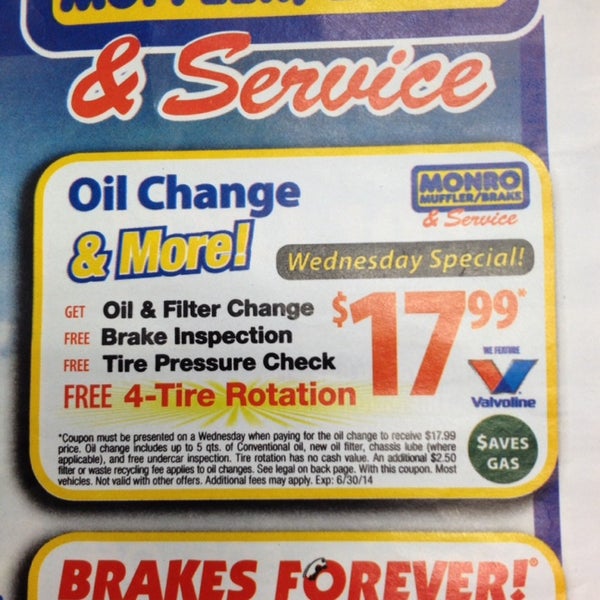 & Service
Oil Change
& More!
MONRO
MUFFLER/BRAKE
& Service
Wednesday Special!
GET Oil & Filter Change
FREE Brake Inspection
FREE Tire Pressure Check
FREE 4-Tire Rotation
$17.99*
WE FEATURE
Valvoline
$AVES
GAS
*Coupon must be presented on a Wednesday when paying for the oil change to receive $17.99
price. Oil change includes up to 5 qts. of Conventional oil, new oil filter, chassis lube (where
applicable), and free undercar inspection. Tire rotation has no cash value. An additional $2.50
filter or waste recycling fee applies to oil changes. See legal on back page. With this coupon. Most
vehicles. Not valid with other offers. Additional fees may apply. Exp: 6/30/14
BRAKES FOREVER!®